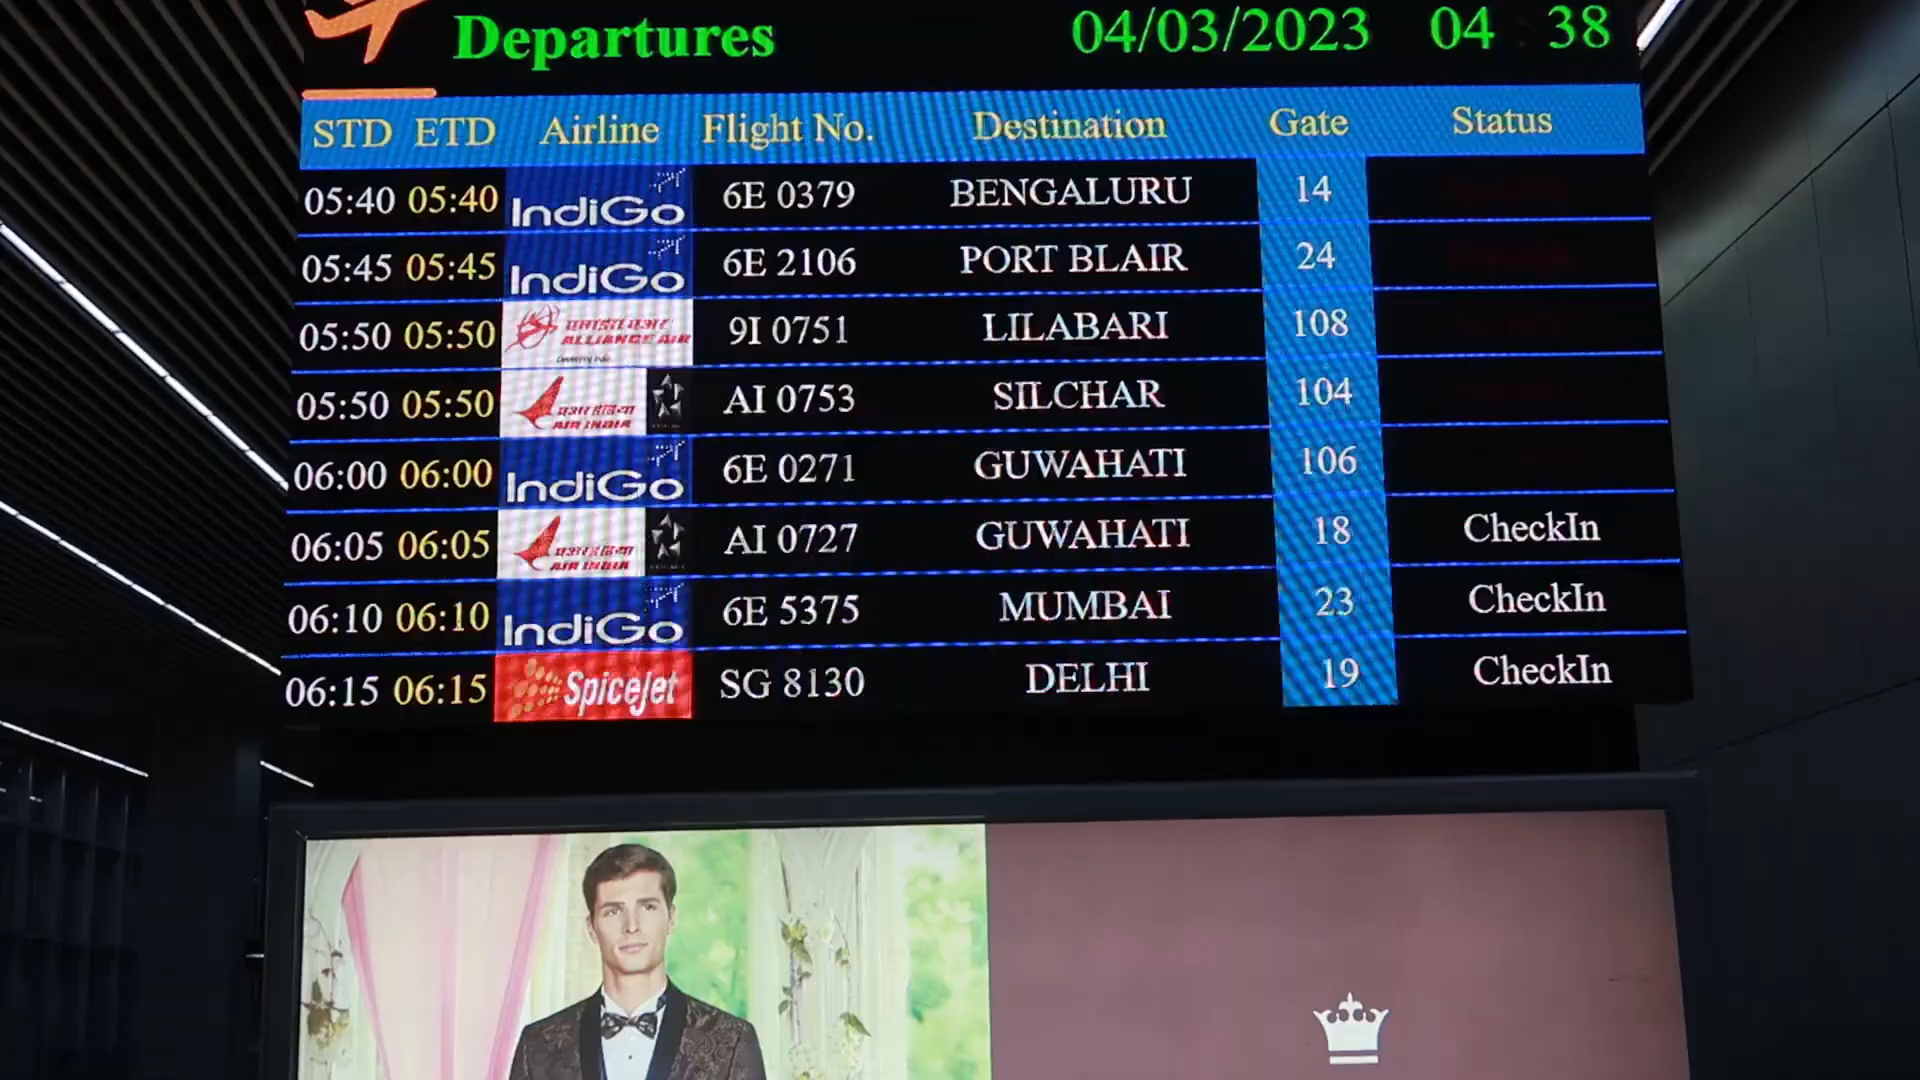 Departures 04/03/2023 04 38
STD ETD Airline Flight No. Destination Gate Status
05:40 05:40 IndiGo 6E 0379 BENGALURU 14
05:45 05:45 IndiGo 6E 2106 PORT BLAIR 24
05:50 05:50 ALLIANCE AIR 9I 0751 LILABARI 108
05:50 05:50 एअर इंडिया AIR INDIA AI 0753 SILCHAR 104
06:00 06:00 IndiGo 6E 0271 GUWAHATI 106
06:05 06:05 एअर इंडिया AIR INDIA AI 0727 GUWAHATI 18 CheckIn
06:10 06:10 IndiGo 6E 5375 MUMBAI 23 CheckIn
06:15 06:15 SpiceJet SG 8130 DELHI 19 CheckIn